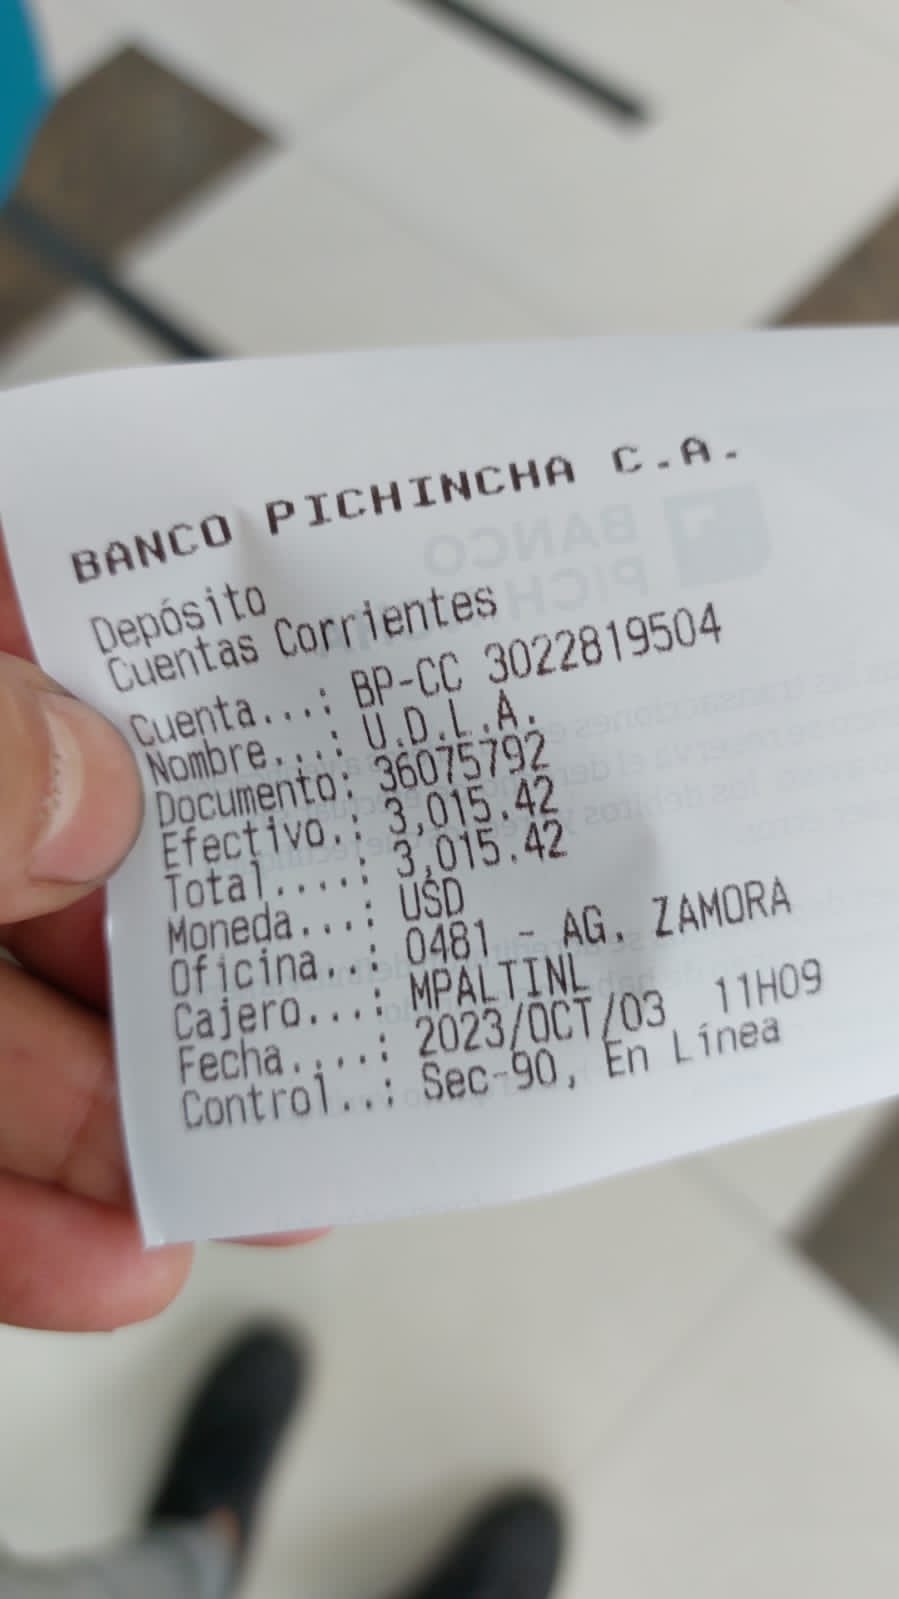 BANCO PICHINCHA C.A.
Depósito
Cuentas Corrientes
Cuenta...: BP-CC 3022819504
Nombre...: U.D.L.A.
Documento: 36075792
Efectivo.: 3,015.42
Total....: 3,015.42
Moneda...: USD
Oficina..: 0481 - AG. ZAMORA
Cajero...: MPALTINL
Fecha....: 2023/OCT/03 11H09
Control..: Sec-90, En Línea
BANCO
PICHINCHA